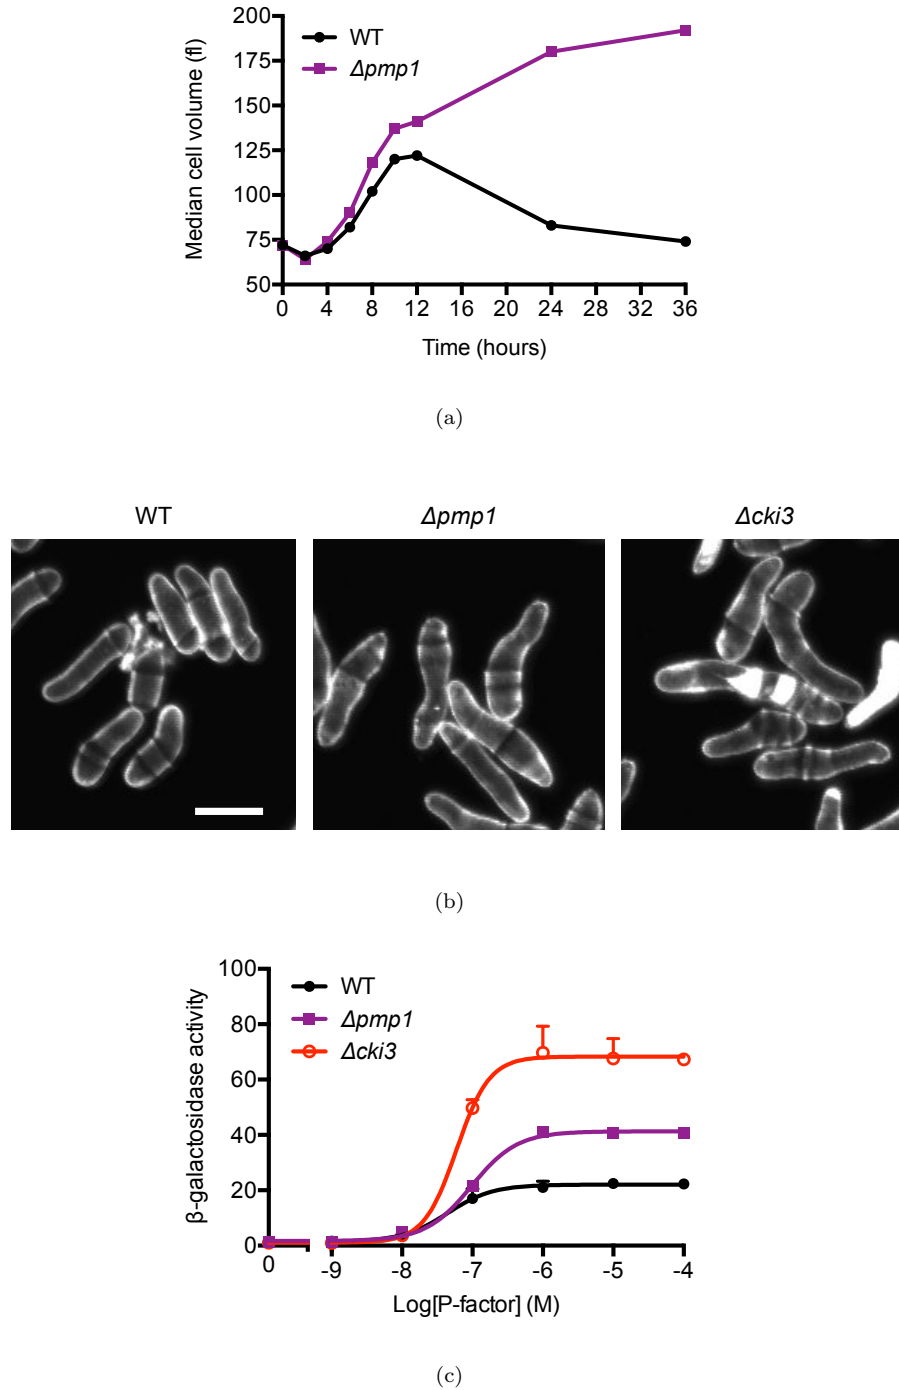 200
175
150
125
100
75
50
Median cell volume (fl)
WT
Δpmp1
0 4 8 12 16 20 24 28 32 36
Time (hours)
(a)
WT Δpmp1 Δcki3
(b)
100
80
60
40
20
0
β-galactosidase activity
WT
Δpmp1
Δcki3
0 -9 -8 -7 -6 -5 -4
Log[P-factor] (M)
(c)